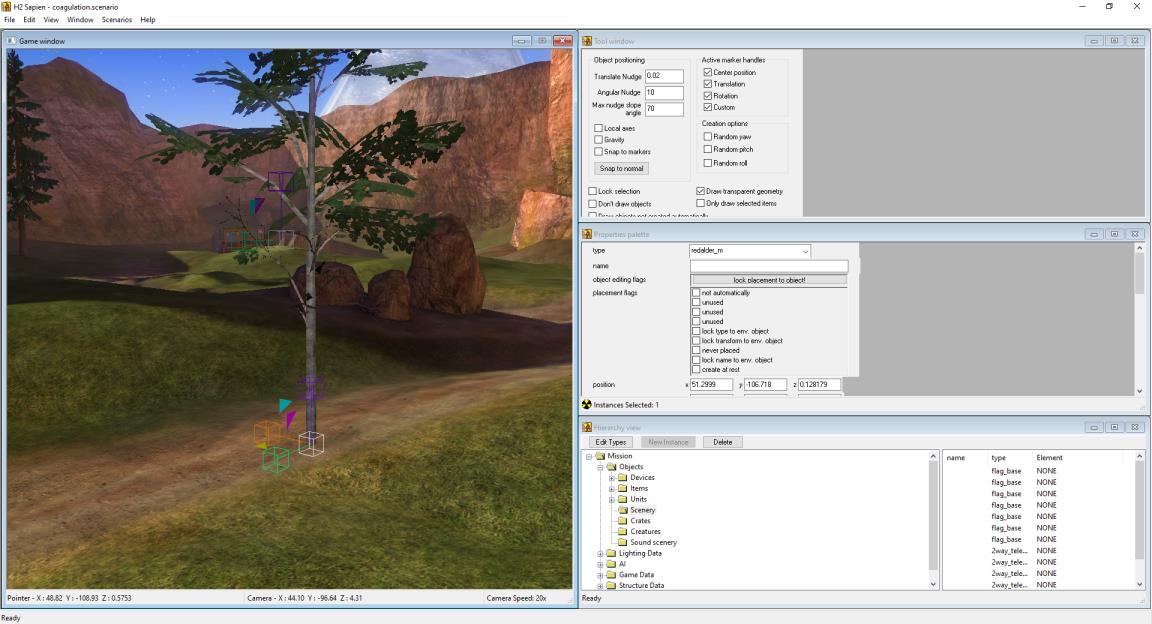 H2 Sapien - coagulation.scenario
File Edit View Window Scenarios Help
Game window
Pointer - X : 48.82 Y : -108.93 Z : 0.5753
Camera - X : 44.10 Y : -96.64 Z : 4.31
Camera Speed: 20x
Tool window
Object positioning
Translate Nudge 0.02
Angular Nudge 10
Max nudge slope angle 70
Local axes
Gravity
Snap to markers
Snap to normal
Active marker handles
Center position
Translation
Rotation
Custom
Creation options
Random yaw
Random pitch
Random roll
Lock selection
Don't draw objects
Draw objects not created automatically
Draw transparent geometry
Only draw selected items
Properties palette
type redalder_m
name
object editing flags lock placement to object!
placement flags not automatically
unused
unused
unused
lock type to env. object
lock transform to env. object
never placed
lock name to env. object
create at rest
position x 51.2999 y -106.718 z 0.128179
Instances Selected: 1
Hierarchy view
Edit Types New Instance Delete
Mission
Objects
Devices
Items
Units
Scenery
Crates
Creatures
Sound scenery
Lighting Data
AI
Game Data
Structure Data
name type Element
flag_base NONE
flag_base NONE
flag_base NONE
flag_base NONE
flag_base NONE
flag_base NONE
flag_base NONE
2way_tele... NONE
2way_tele... NONE
2way_tele... NONE
2way_tele... NONE
Ready
Ready